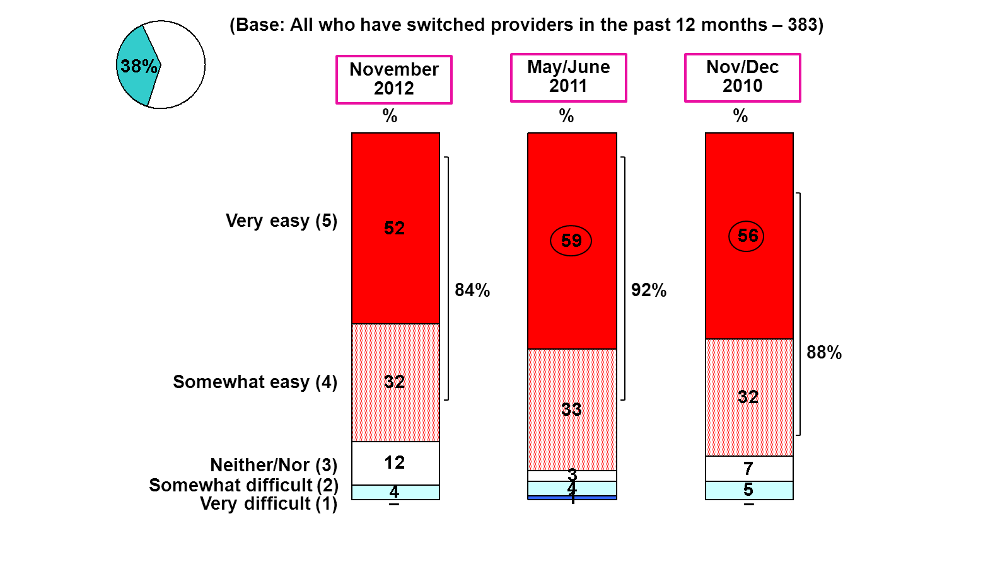 (Base: All who have switched providers in the past 12 months – 383)
38%
November
2012
May/June
2011
Nov/Dec
2010
%
%
%
Very easy (5)
52
59
56
84%
92%
88%
Somewhat easy (4)
32
33
32
Neither/Nor (3)
12
3
7
Somewhat difficult (2)
4
4
5
Very difficult (1)
–
1
–